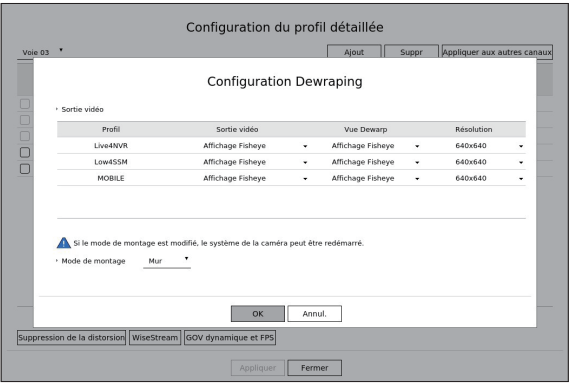 Configuration du profil détaillée
Voie 03 Ajout Suppr Appliquer aux autres canaux
Configuration Dewraping
Sortie vidéo
Profil Sortie vidéo Vue Dewarp Résolution
Live4NVR Affichage Fisheye Affichage Fisheye 640x640
Low4SSM Affichage Fisheye Affichage Fisheye 640x640
MOBILE Affichage Fisheye Affichage Fisheye 640x640
Si le mode de montage est modifié, le système de la caméra peut être redémarré.
Mode de montage Mur
OK Annul.
Suppression de la distorsion WiseStream GOV dynamique et FPS
Appliquer Fermer